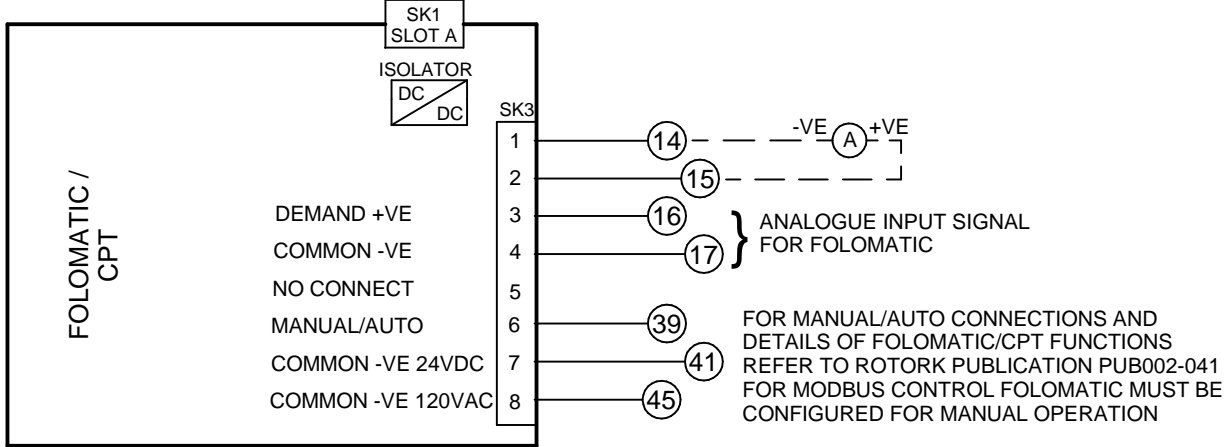 SK1
SLOT A
ISOLATOR
DC
DC
SK3
FOLOMATIC /
CPT
1
14
-VE
A
+VE
2
15
DEMAND +VE
3
16
COMMON -VE
4
17
ANALOGUE INPUT SIGNAL
FOR FOLOMATIC
NO CONNECT
5
MANUAL/AUTO
6
39
COMMON -VE 24VDC
7
41
COMMON -VE 120VAC
8
45
FOR MANUAL/AUTO CONNECTIONS AND
DETAILS OF FOLOMATIC/CPT FUNCTIONS
REFER TO ROTORK PUBLICATION PUB002-041
FOR MODBUS CONTROL FOLOMATIC MUST BE
CONFIGURED FOR MANUAL OPERATION